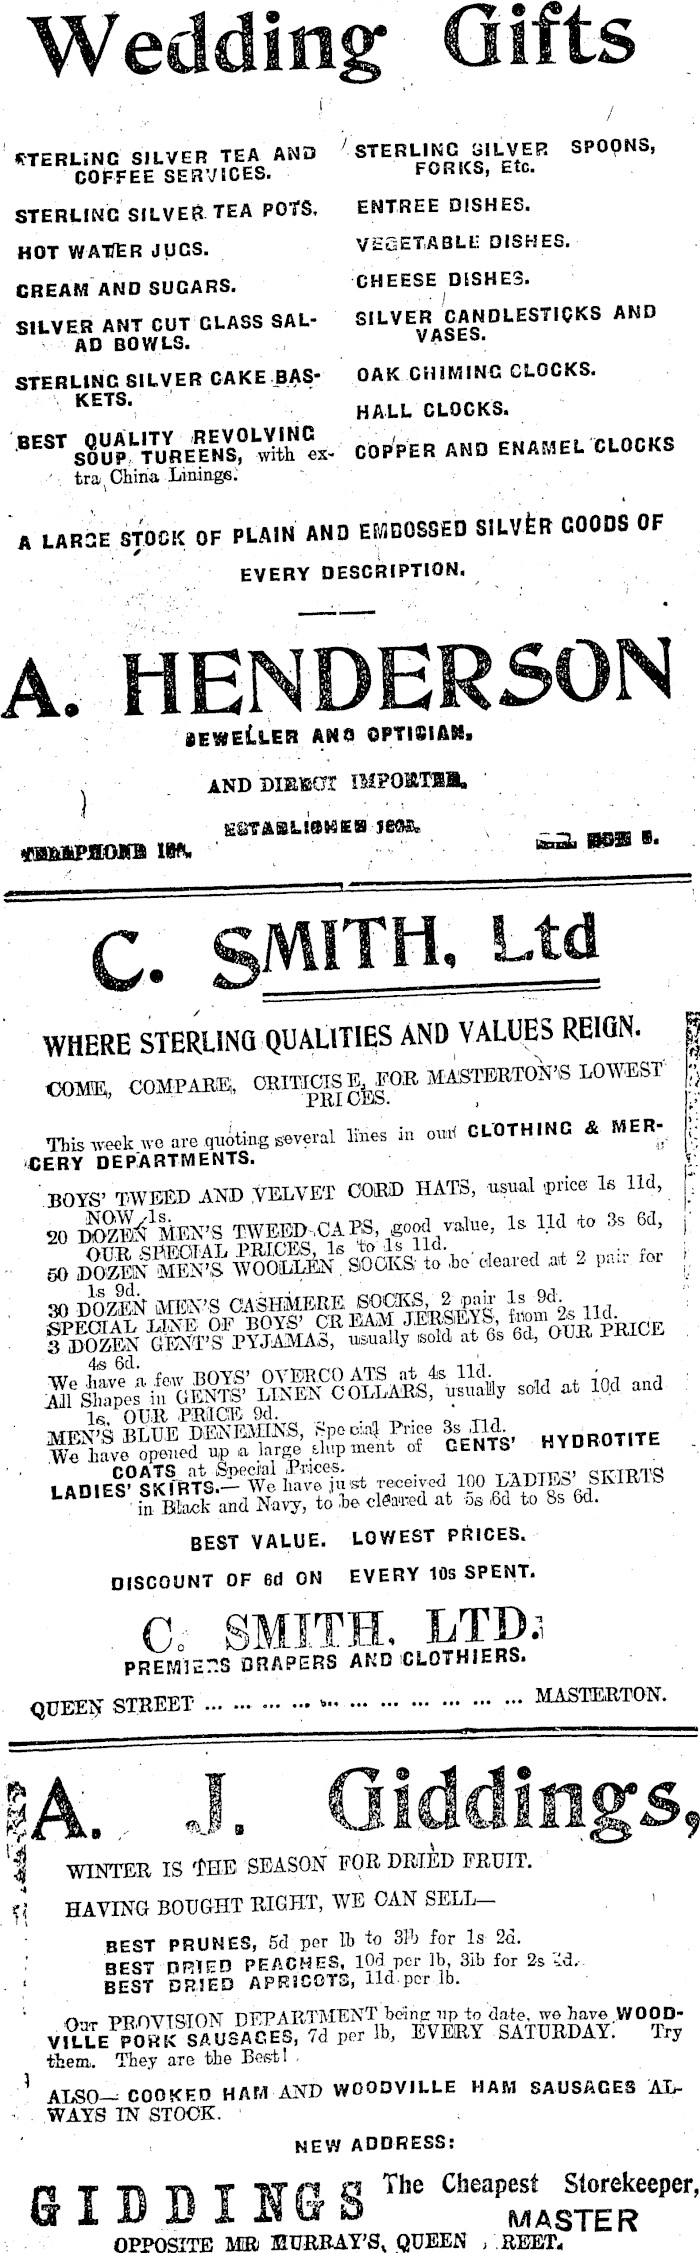 Wedding Gifts
STERLING SILVER TEA AND
COFFEE SERVICES.
STERLING SILVER TEA POTS.
HOT WATER JUGS.
CREAM AND SUGARS.
SILVER ANT CUT GLASS SAL-
AD BOWLS.
STERLING SILVER CAKE BAS-
KETS.
BEST QUALITY REVOLVING
SOUP TUREENS, with ex-
tra China Linings.
STERLING SILVER SPOONS,
FORKS, Etc.
ENTREE DISHES.
VEGETABLE DISHES.
CHEESE DISHES.
SILVER CANDLESTICKS AND
VASES.
OAK CHIMING CLOCKS.
HALL CLOCKS.
COPPER AND ENAMEL CLOCKS
A LARGE STOCK OF PLAIN AND EMBOSSED SILVER GOODS OF
EVERY DESCRIPTION.
A. HENDERSON
JEWELLER AND OPTICIAN,
AND DIRECT IMPORTER.
ESTABLISHED
TELEPHONE
BOX
C. SMITH, Ltd
WHERE STERLING QUALITIES AND VALUES REIGN.
COME, COMPARE, CRITICISE, FOR MASTERTON'S LOWEST
PRICES.
This week we are quoting several lines in our CLOTHING & MER-
CERY DEPARTMENTS.
BOYS' TWEED AND VELVET CORD HATS, usual price 1s 11d,
NOW 1s.
20 DOZEN MEN'S TWEED CAPS, good value, 1s 11d to 3s 6d,
OUR SPECIAL PRICES, 1s to 1s 11d.
50 DOZEN MEN'S WOOLLEN SOCKS to be cleared at 2 pair for
1s 9d.
30 DOZEN MEN'S CASHMERE SOCKS, 2 pair 1s 9d.
SPECIAL LINE OF BOYS' CREAM JERSEYS, from 2s 11d.
3 DOZEN GENT'S PYJAMAS, usually sold at 6s 6d, OUR PRICE
4s 6d.
We have a few BOYS' OVERCOATS at 4s 11d.
All Shapes in GENTS' LINEN COLLARS, usually sold at 10d and
1s, OUR PRICE 9d.
MEN'S BLUE DENEMINS, Special Price 3s 11d.
We have opened up a large shipment of GENTS' HYDROTITE
COATS at Special Prices.
LADIES' SKIRTS.— We have just received 100 LADIES' SKIRTS
in Black and Navy, to be cleared at 5s 6d to 8s 6d.
BEST VALUE. LOWEST PRICES.
DISCOUNT OF 6d ON EVERY 10s SPENT.
C. SMITH, LTD.
PREMIERS DRAPERS AND CLOTHIERS.
QUEEN STREET ... ... ... ... ... ... ... ... ... ... ... MASTERTON.
A. J. Giddings,
WINTER IS THE SEASON FOR DRIED FRUIT.
HAVING BOUGHT RIGHT, WE CAN SELL—
BEST PRUNES, 5d per lb to 3lb for 1s 2d.
BEST DRIED PEACHES, 10d per lb, 3lb for 2s
BEST DRIED APRICOTS, 11d per lb.
Our PROVISION DEPARTMENT being up to date, we have WOOD-
VILLE PORK SAUSAGES, 7d per lb, EVERY SATURDAY. Try
them. They are the Best!
ALSO— COOKED HAM AND WOODVILLE HAM SAUSAGES AL-
WAYS IN STOCK.
NEW ADDRESS:
GIDDINGS The Cheapest Storekeeper,
MASTER
OPPOSITE MR MURRAY'S, QUEEN REET.